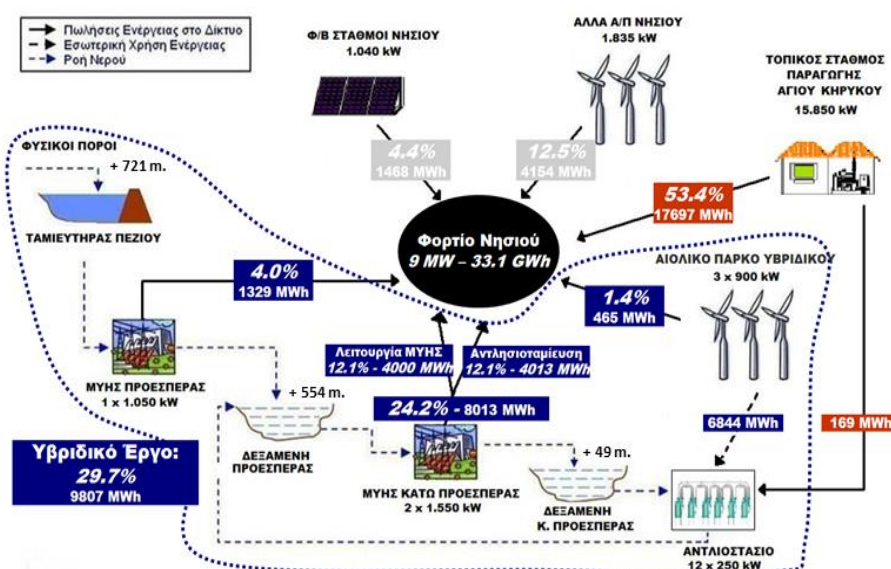 Πωλήσεις Ενέργειας στο Δίκτυο
Εσωτερική Χρήση Ενέργειας
Ροή Νερού
Φ/Β ΣΤΑΘΜΟΙ ΝΗΣΙΟΥ
1.040 kW
ΑΛΛΑ Α/Π ΝΗΣΙΟΥ
1.835 kW
ΤΟΠΙΚΟΣ ΣΤΑΘΜΟΣ
ΠΑΡΑΓΩΓΗΣ
ΑΓΙΟΥ ΚΗΡΥΚΟΥ
15.850 kW
ΦΥΣΙΚΟΙ ΠΟΡΟΙ
+ 721 m.
4.4%
1468 MWh
12.5%
4154 MWh
53.4%
17697 MWh
ΤΑΜΙΕΥΤΗΡΑΣ ΠΕΖΙΟΥ
Φορτίο Νησιού
9 MW – 33.1 GWh
4.0%
1329 MWh
ΑΙΟΛΙΚΟ ΠΑΡΚΟ ΥΒΡΙΔΙΚΟΥ
3 x 900 kW
1.4%
465 MWh
Λειτουργία ΜΥΗΣ
12.1% - 4000 MWh
Αντλησιοταμίευση
12.1% - 4013 MWh
ΜΥΗΣ ΠΡΟΕΣΠΕΡΑΣ
1 x 1.050 kW
+ 554 m.
24.2% - 8013 MWh
6844 MWh
169 MWh
Υβριδικό Έργο:
29.7%
9807 MWh
ΔΕΞΑΜΕΝΗ
ΠΡΟΕΣΠΕΡΑΣ
+ 49 m.
ΜΥΗΣ ΚΑΤΩ ΠΡΟΕΣΠΕΡΑΣ
2 x 1.550 kW
ΔΕΞΑΜΕΝΗ
Κ. ΠΡΟΕΣΠΕΡΑΣ
ΑΝΤΛΙΟΣΤΑΣΙΟ
12 x 250 kW